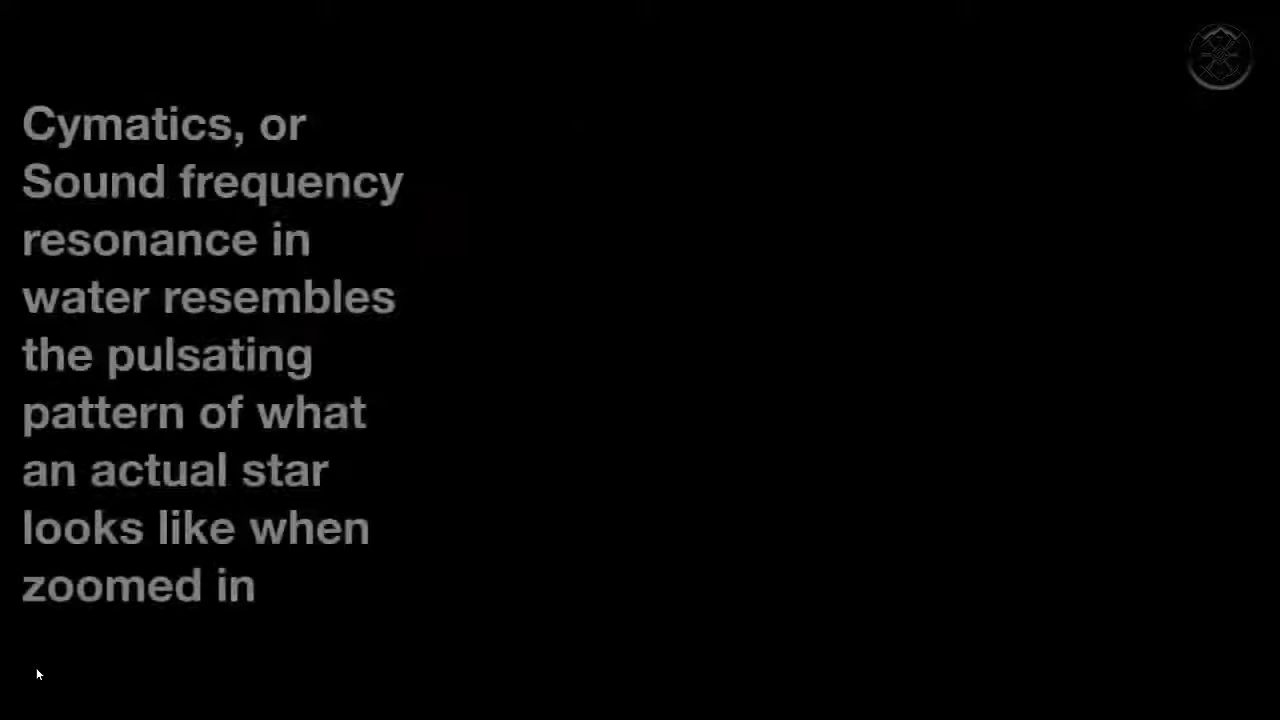 Cymatics, or
Sound frequency
resonance in
water resembles
the pulsating
pattern of what
an actual star
looks like when
zoomed in